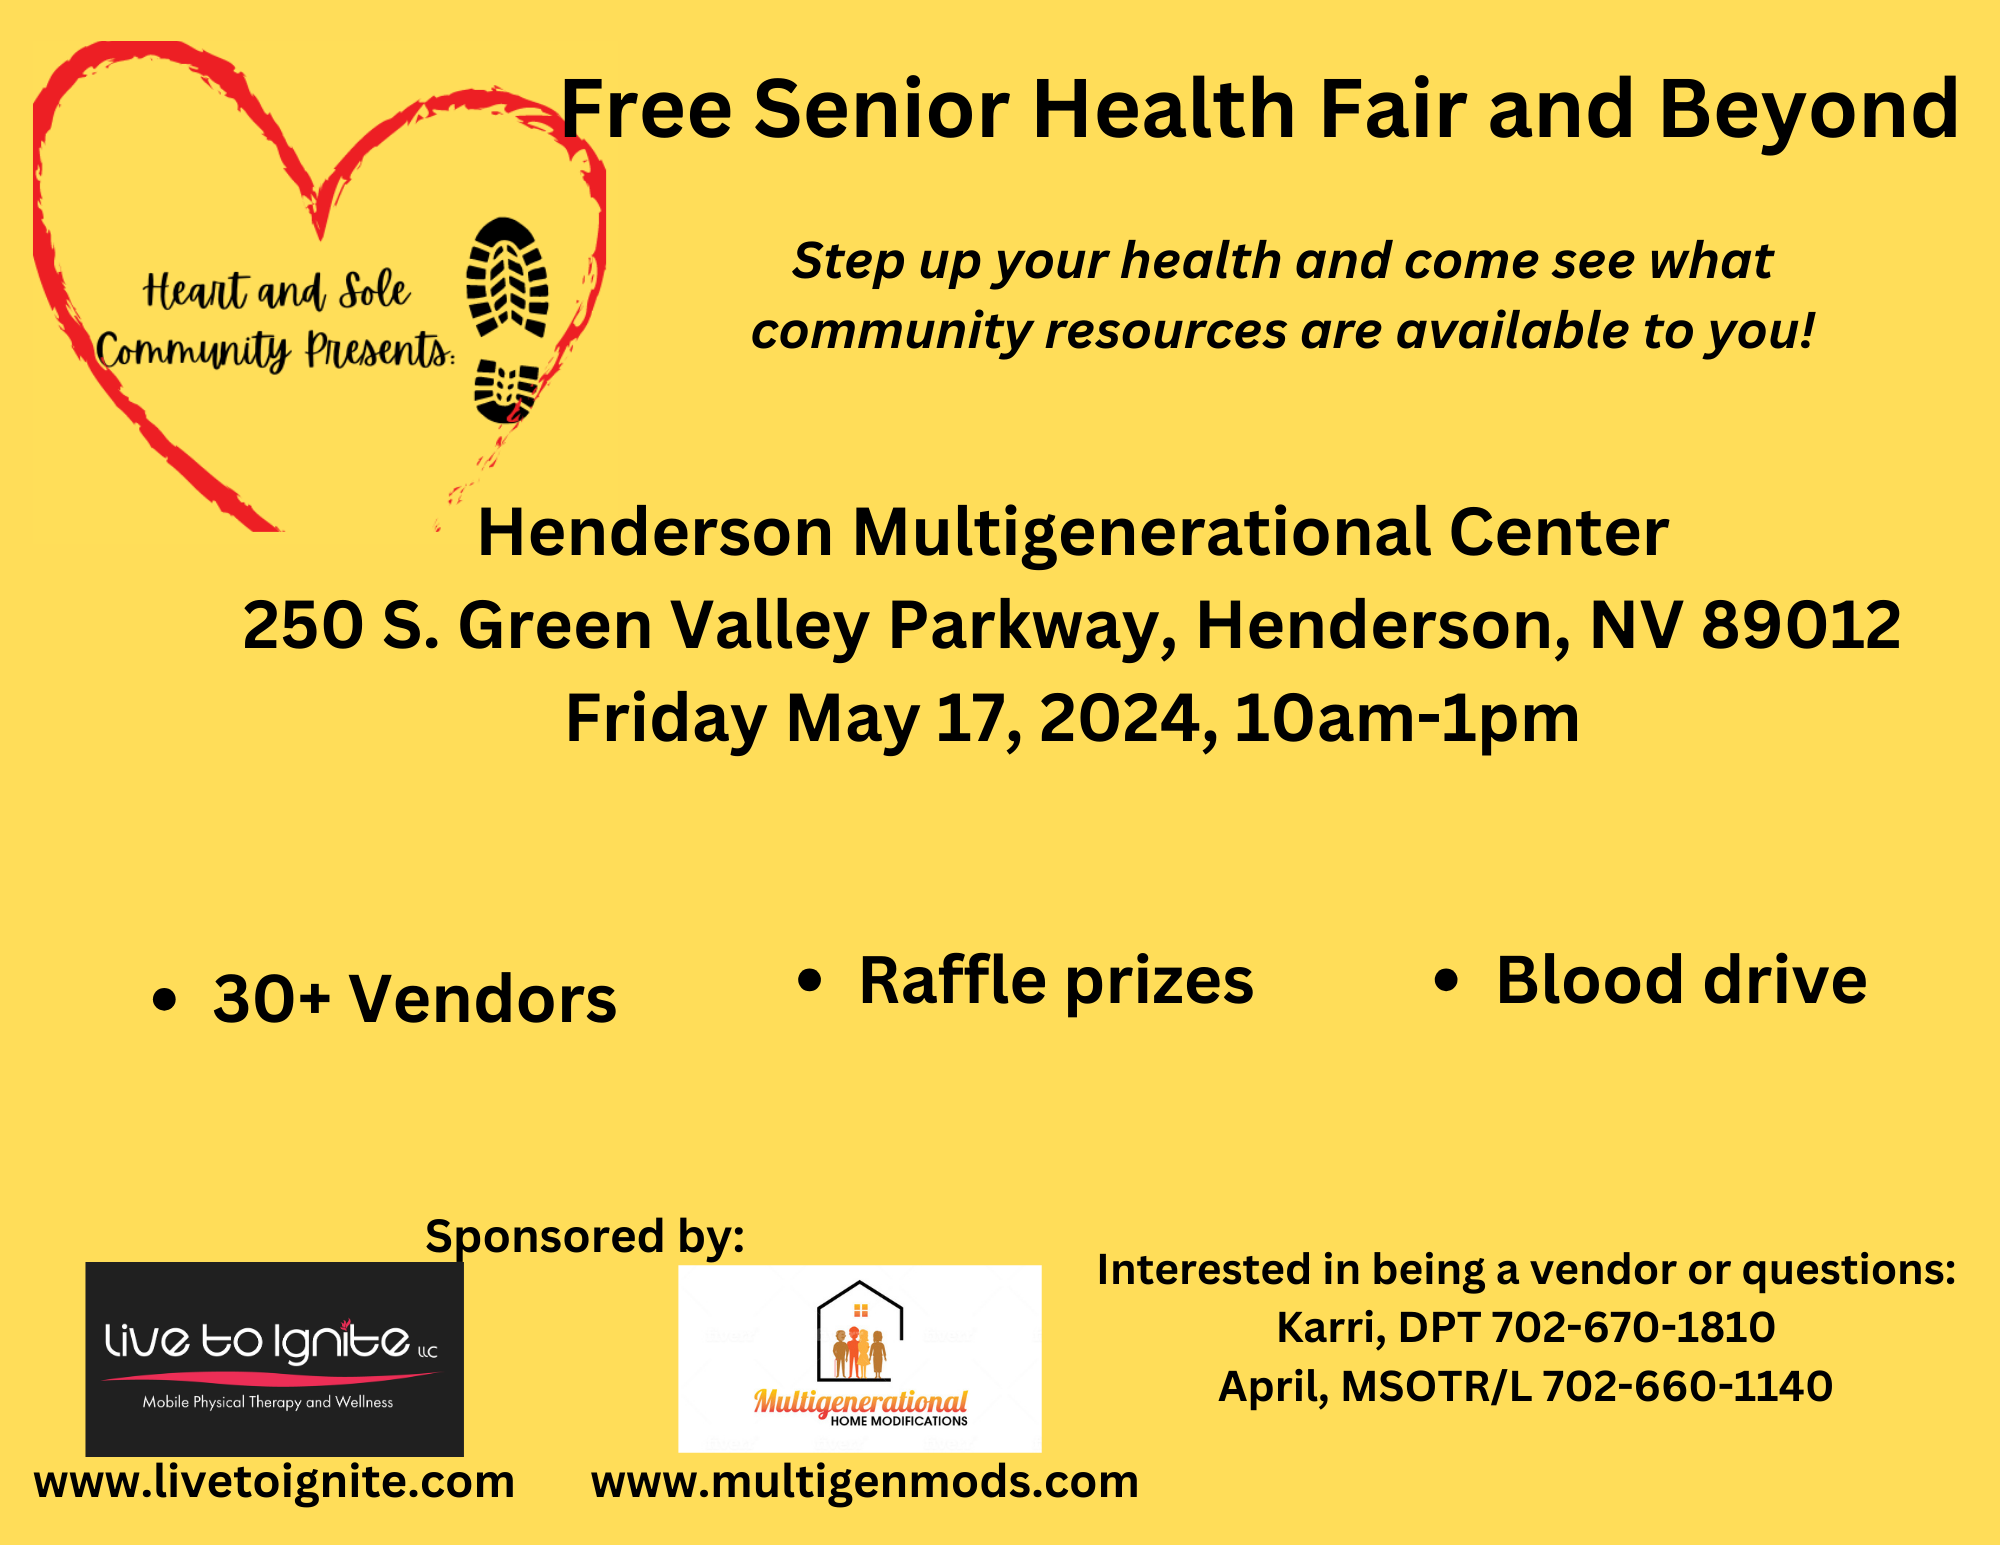 Free Senior Health Fair and Beyond
Heart and Sole
Community Presents:
Step up your health and come see what
community resources are available to you!
Henderson Multigenerational Center
250 S. Green Valley Parkway, Henderson, NV 89012
Friday May 17, 2024, 10am-1pm
• 30+ Vendors
• Raffle prizes
• Blood drive
Sponsored by:
Live to Ignite LLC
Mobile Physical Therapy and Wellness
www.livetoignite.com
Multigenerational
HOME MODIFICATIONS
www.multigenmods.com
Interested in being a vendor or questions:
Karri, DPT 702-670-1810
April, MSOTR/L 702-660-1140